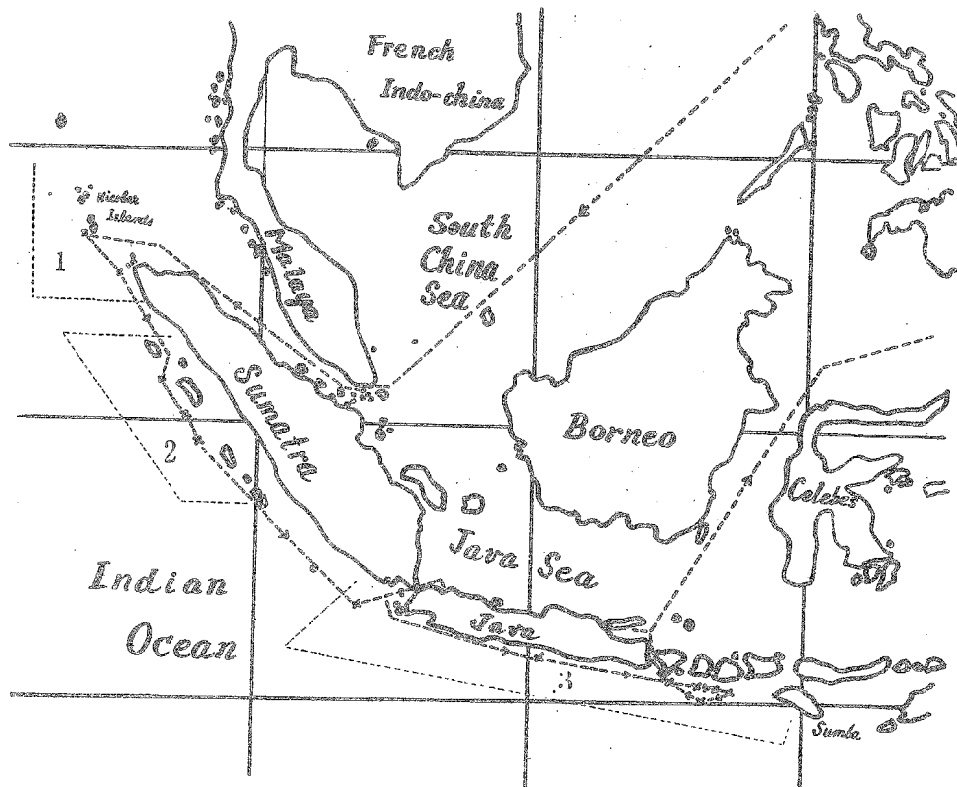 French
Indo-china
Nicobar
Islands
1
Malaya
South
China
Sea
Sumatra
2
Borneo
Celebes
Java Sea
Indian
Ocean
Java
3
Sumba